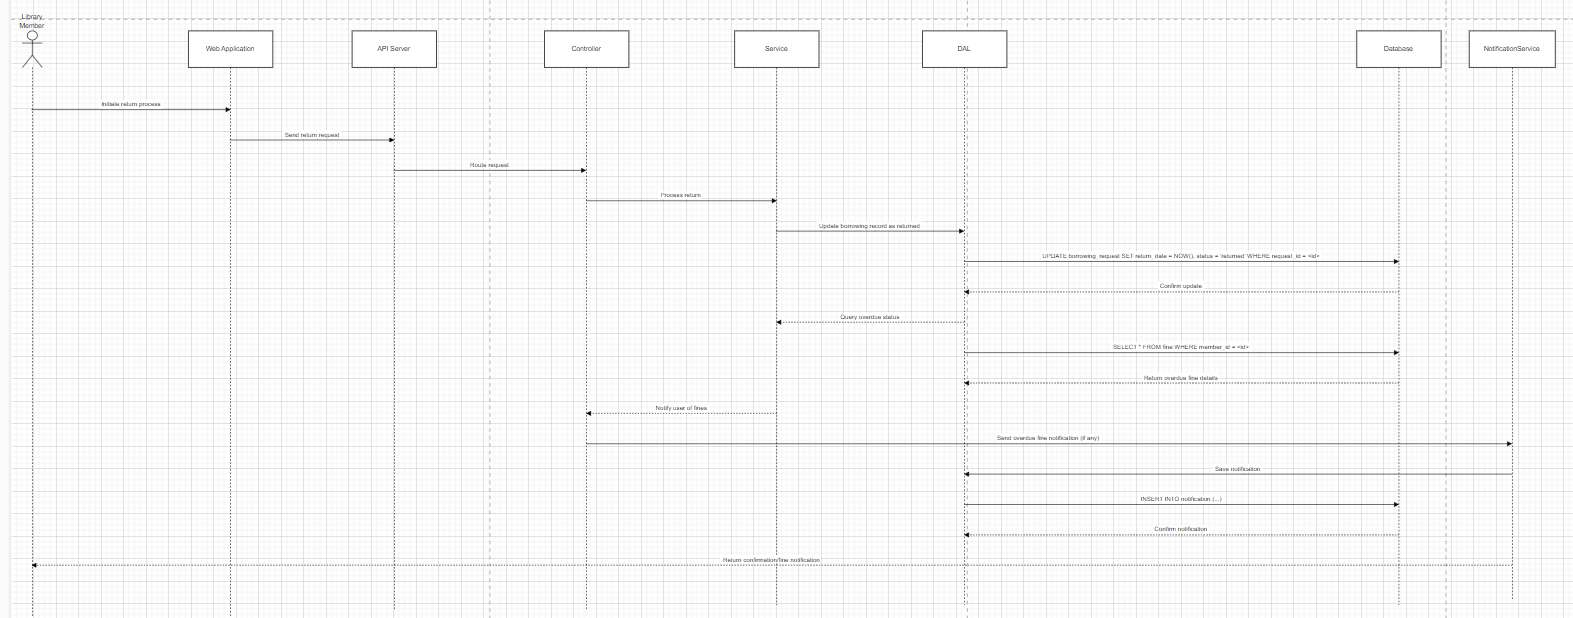 Library
Member
Web Application
API Server
Controller
Service
DAL
Database
NotificationService
Initiate return process
Send return request
Route request
Process return
Update borrowing record as returned
UPDATE borrowing_request SET return_date = NOW(), status = 'returned' WHERE request_id = <id>
Confirm update
Query overdue status
SELECT * FROM fine WHERE member_id = <id>
Return overdue fine details
Notify user of fines
Send overdue fine notification (if any)
Save notification
INSERT INTO notification (...)
Confirm notification
Return confirmation/fine notification